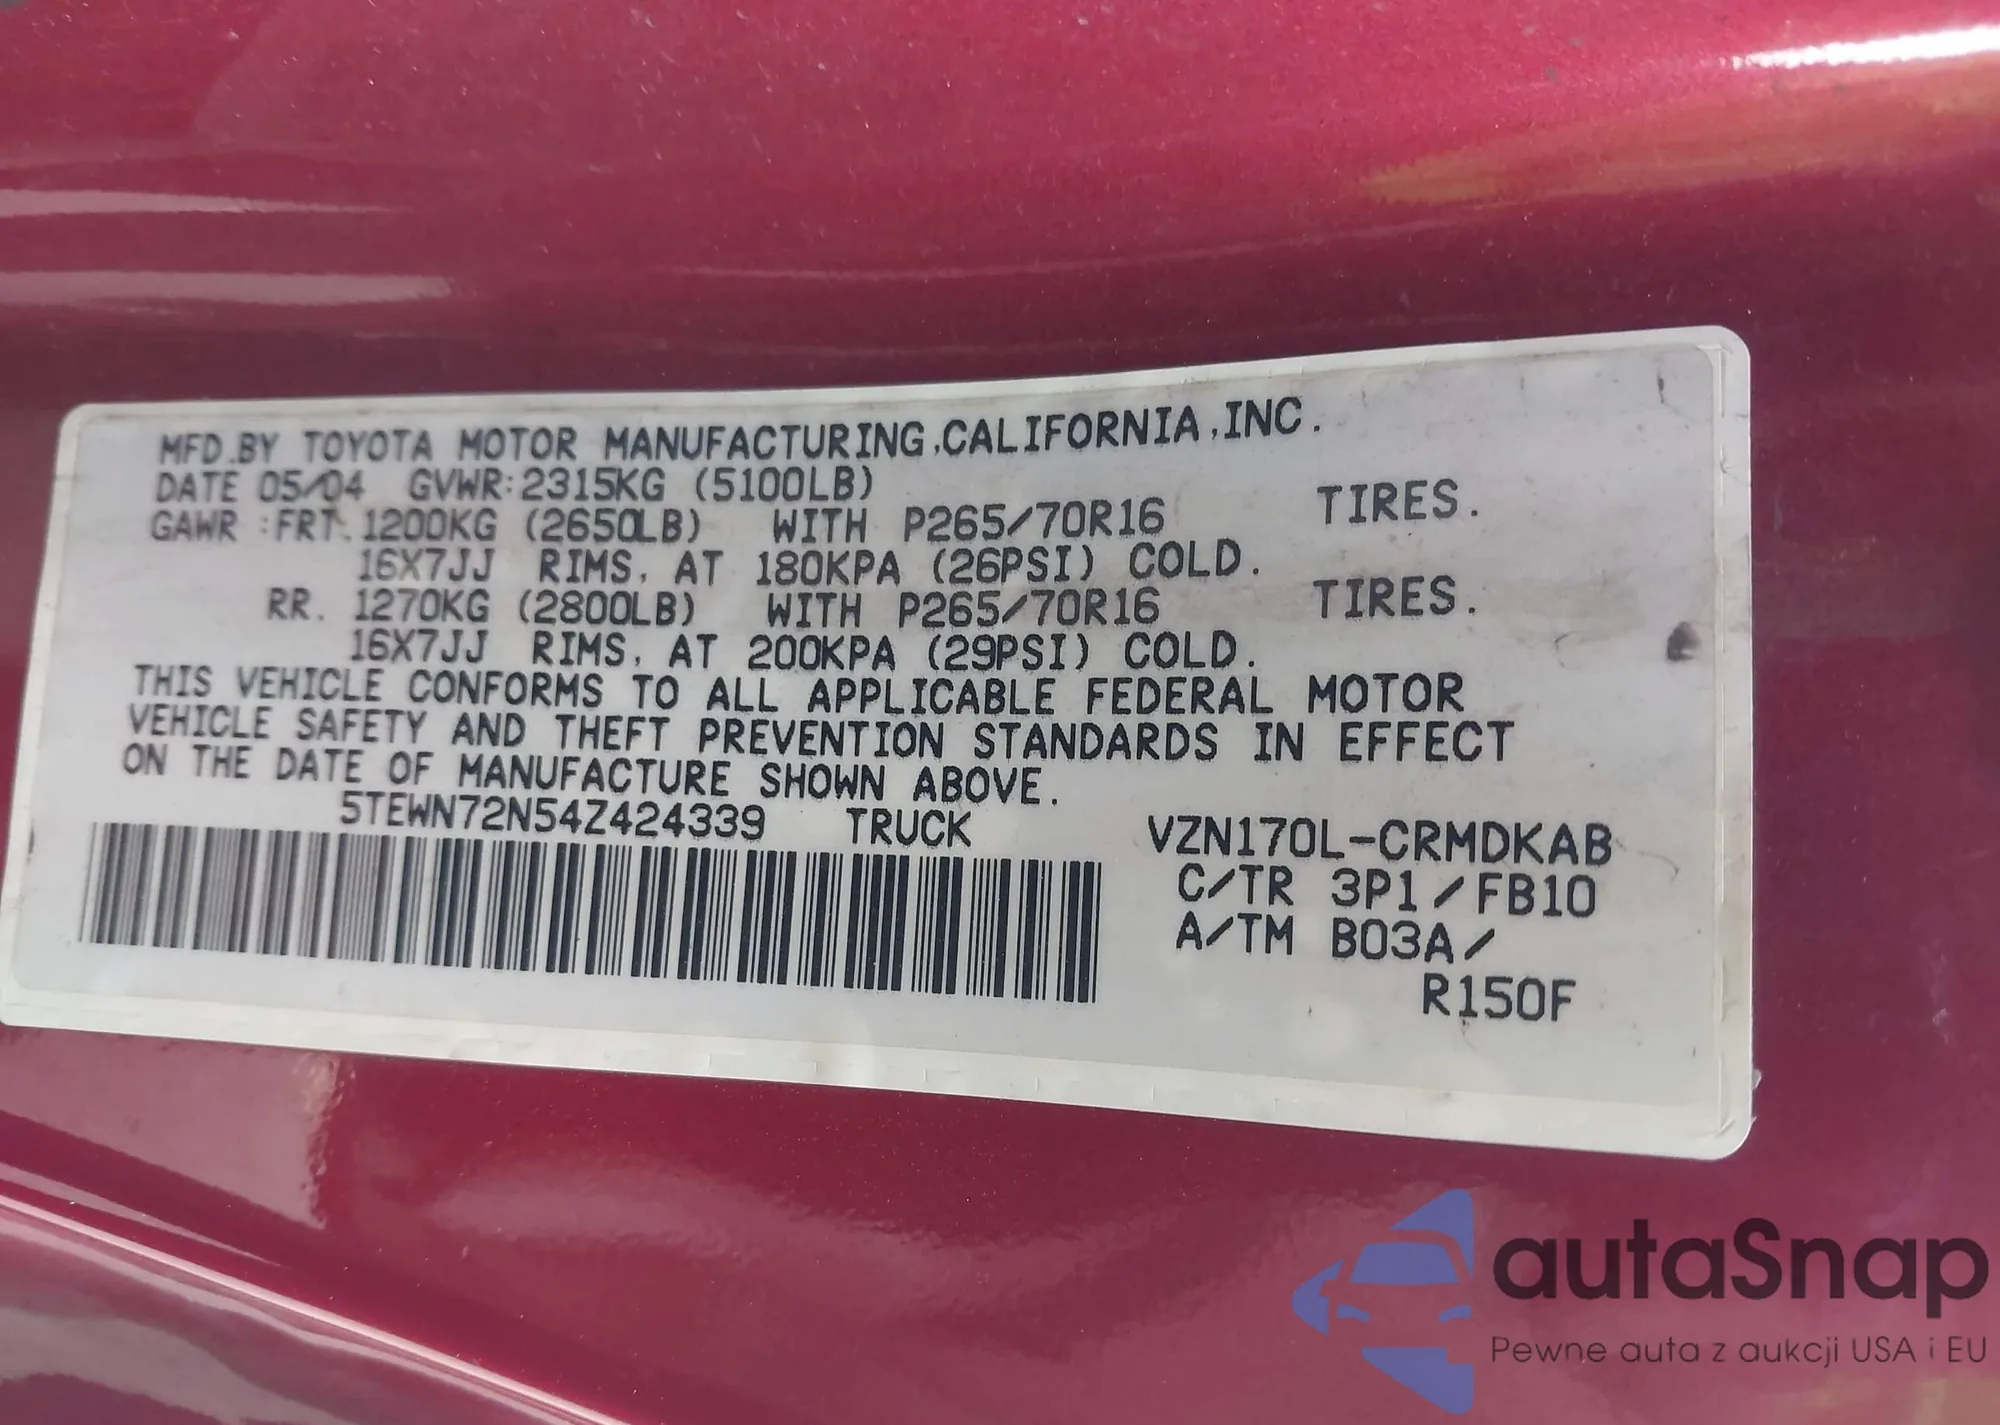 MFD.BY TOYOTA MOTOR MANUFACTURING,CALIFORNIA,INC.
DATE 05/04 GVWR:2315KG (5100LB)
GAWR :FRT. 1200KG (2650LB) WITH P265/70R16 TIRES.
16X7JJ RIMS, AT 180KPA (26PSI) COLD.
RR. 1270KG (2800LB) WITH P265/70R16 TIRES.
16X7JJ RIMS, AT 200KPA (29PSI) COLD.
THIS VEHICLE CONFORMS TO ALL APPLICABLE FEDERAL MOTOR
VEHICLE SAFETY AND THEFT PREVENTION STANDARDS IN EFFECT
ON THE DATE OF MANUFACTURE SHOWN ABOVE.
5TEWN72N54Z424339 TRUCK VZN170L-CRMDKAB
C/TR 3P1/FB10
A/TM B03A/
R150F
autaSnap
Pewne auta z aukcji USA i EU